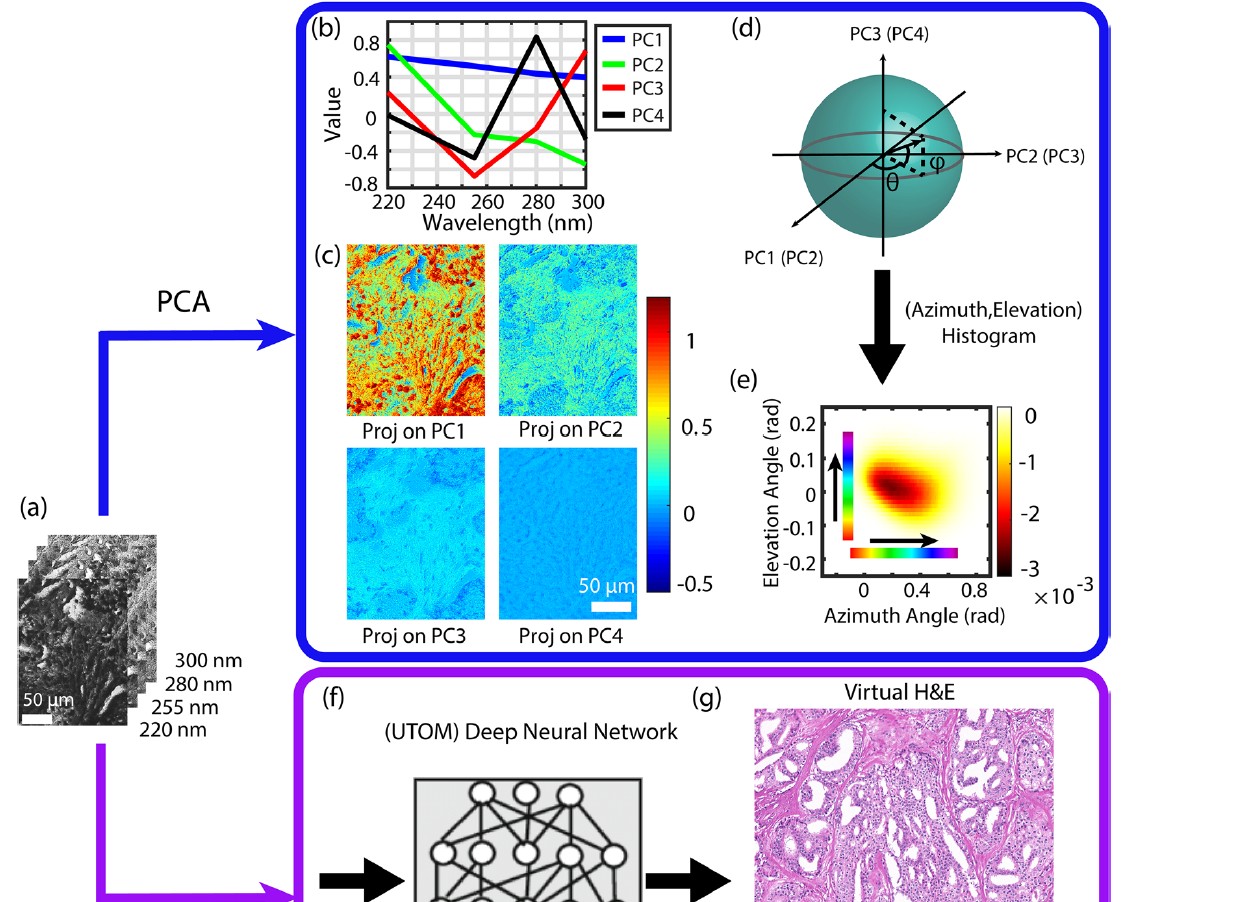 (b)
0.8
0.4
0
-0.4
-0.8
Value
220 240 260 280 300
Wavelength (nm)
PC1
PC2
PC3
PC4
(d)
PC3 (PC4)
PC2 (PC3)
φ
θ
PC1 (PC2)
(Azimuth,Elevation)
Histogram
(c)
Proj on PC1
Proj on PC2
Proj on PC3
50 μm
Proj on PC4
1
0.5
0
-0.5
(e)
Elevation Angle (rad)
0.2
0.1
0
-0.1
-0.2
0 0.4 0.8
Azimuth Angle (rad)
0
-1
-2
-3
×10-3
PCA
(a)
50 μm
300 nm
280 nm
255 nm
220 nm
(f)
(UTOM) Deep Neural Network
(g)
Virtual H&E